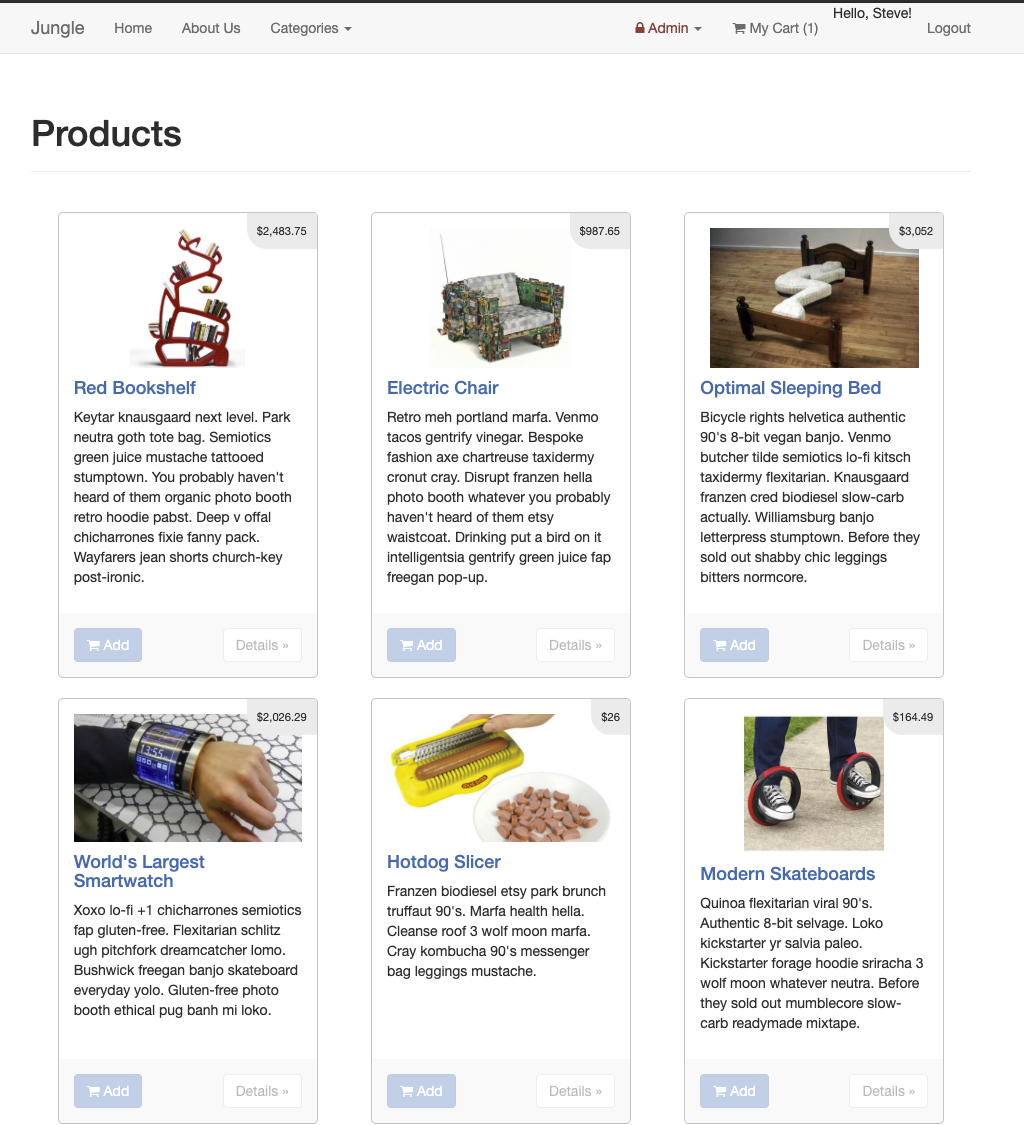 Jungle Home About Us Categories Admin My Cart (1) Hello, Steve! Logout
Products
$2,483.75
Red Bookshelf
Keytar knausgaard next level. Park
neutra goth tote bag. Semiotics
green juice mustache tattooed
stumptown. You probably haven't
heard of them organic photo booth
retro hoodie pabst. Deep v offal
chicharrones fixie fanny pack.
Wayfarers jean shorts church-key
post-ironic.
Add Details »
$987.65
Electric Chair
Retro meh portland marfa. Venmo
tacos gentrify vinegar. Bespoke
fashion axe chartreuse taxidermy
cronut cray. Disrupt franzen hella
photo booth whatever you probably
haven't heard of them etsy
waistcoat. Drinking put a bird on it
intelligentsia gentrify green juice fap
freegan pop-up.
Add Details »
$3,052
Optimal Sleeping Bed
Bicycle rights helvetica authentic
90's 8-bit vegan banjo. Venmo
butcher tilde semiotics lo-fi kitsch
taxidermy flexitarian. Knausgaard
franzen cred biodiesel slow-carb
actually. Williamsburg banjo
letterpress stumptown. Before they
sold out shabby chic leggings
bitters normcore.
Add Details »
$2,026.29
13:55
World's Largest
Smartwatch
Xoxo lo-fi +1 chicharrones semiotics
fap gluten-free. Flexitarian schlitz
ugh pitchfork dreamcatcher lomo.
Bushwick freegan banjo skateboard
everyday yolo. Gluten-free photo
booth ethical pug banh mi loko.
Add Details »
$26
Hotdog Slicer
Franzen biodiesel etsy park brunch
truffaut 90's. Marfa health hella.
Cleanse roof 3 wolf moon marfa.
Cray kombucha 90's messenger
bag leggings mustache.
Add Details »
$164.49
Modern Skateboards
Quinoa flexitarian viral 90's.
Authentic 8-bit selvage. Loko
kickstarter yr salvia paleo.
Kickstarter forage hoodie sriracha 3
wolf moon whatever neutra. Before
they sold out mumblecore slow-
carb readymade mixtape.
Add Details »